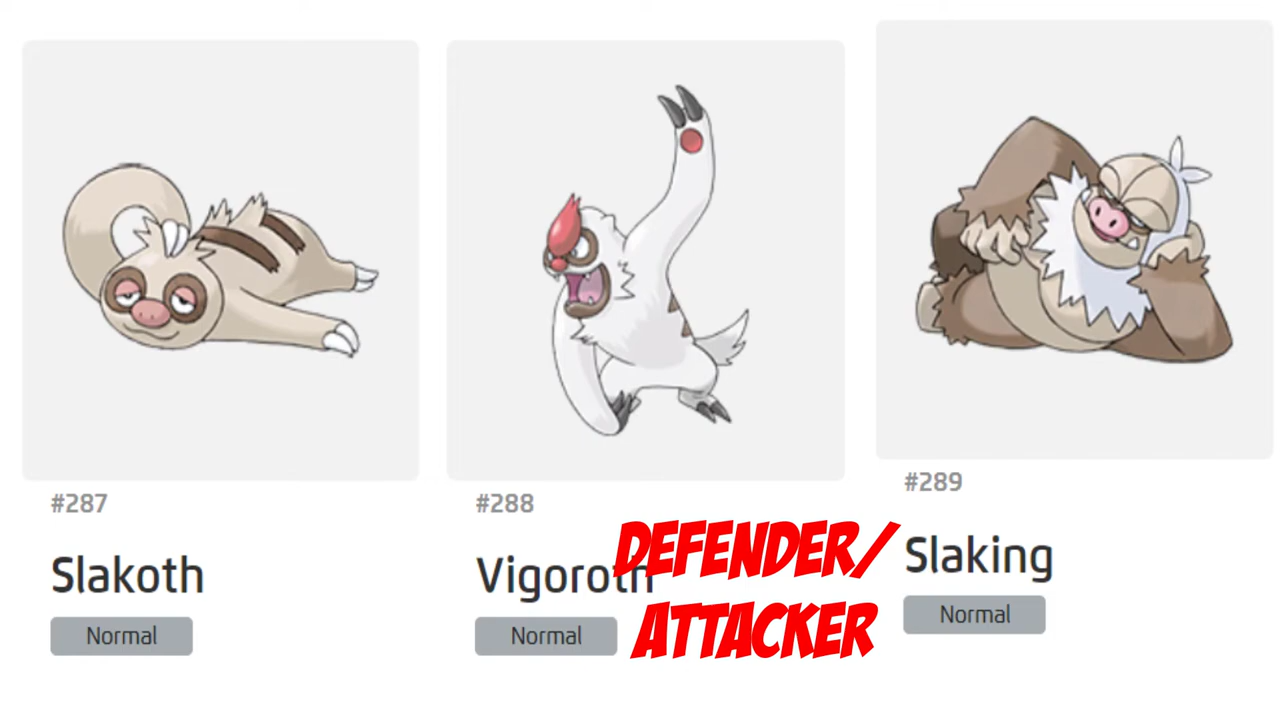 #287
Slakoth
Normal
#288
Vigoroth
Normal
DEFENDER/
ATTACKER
#289
Slaking
Normal